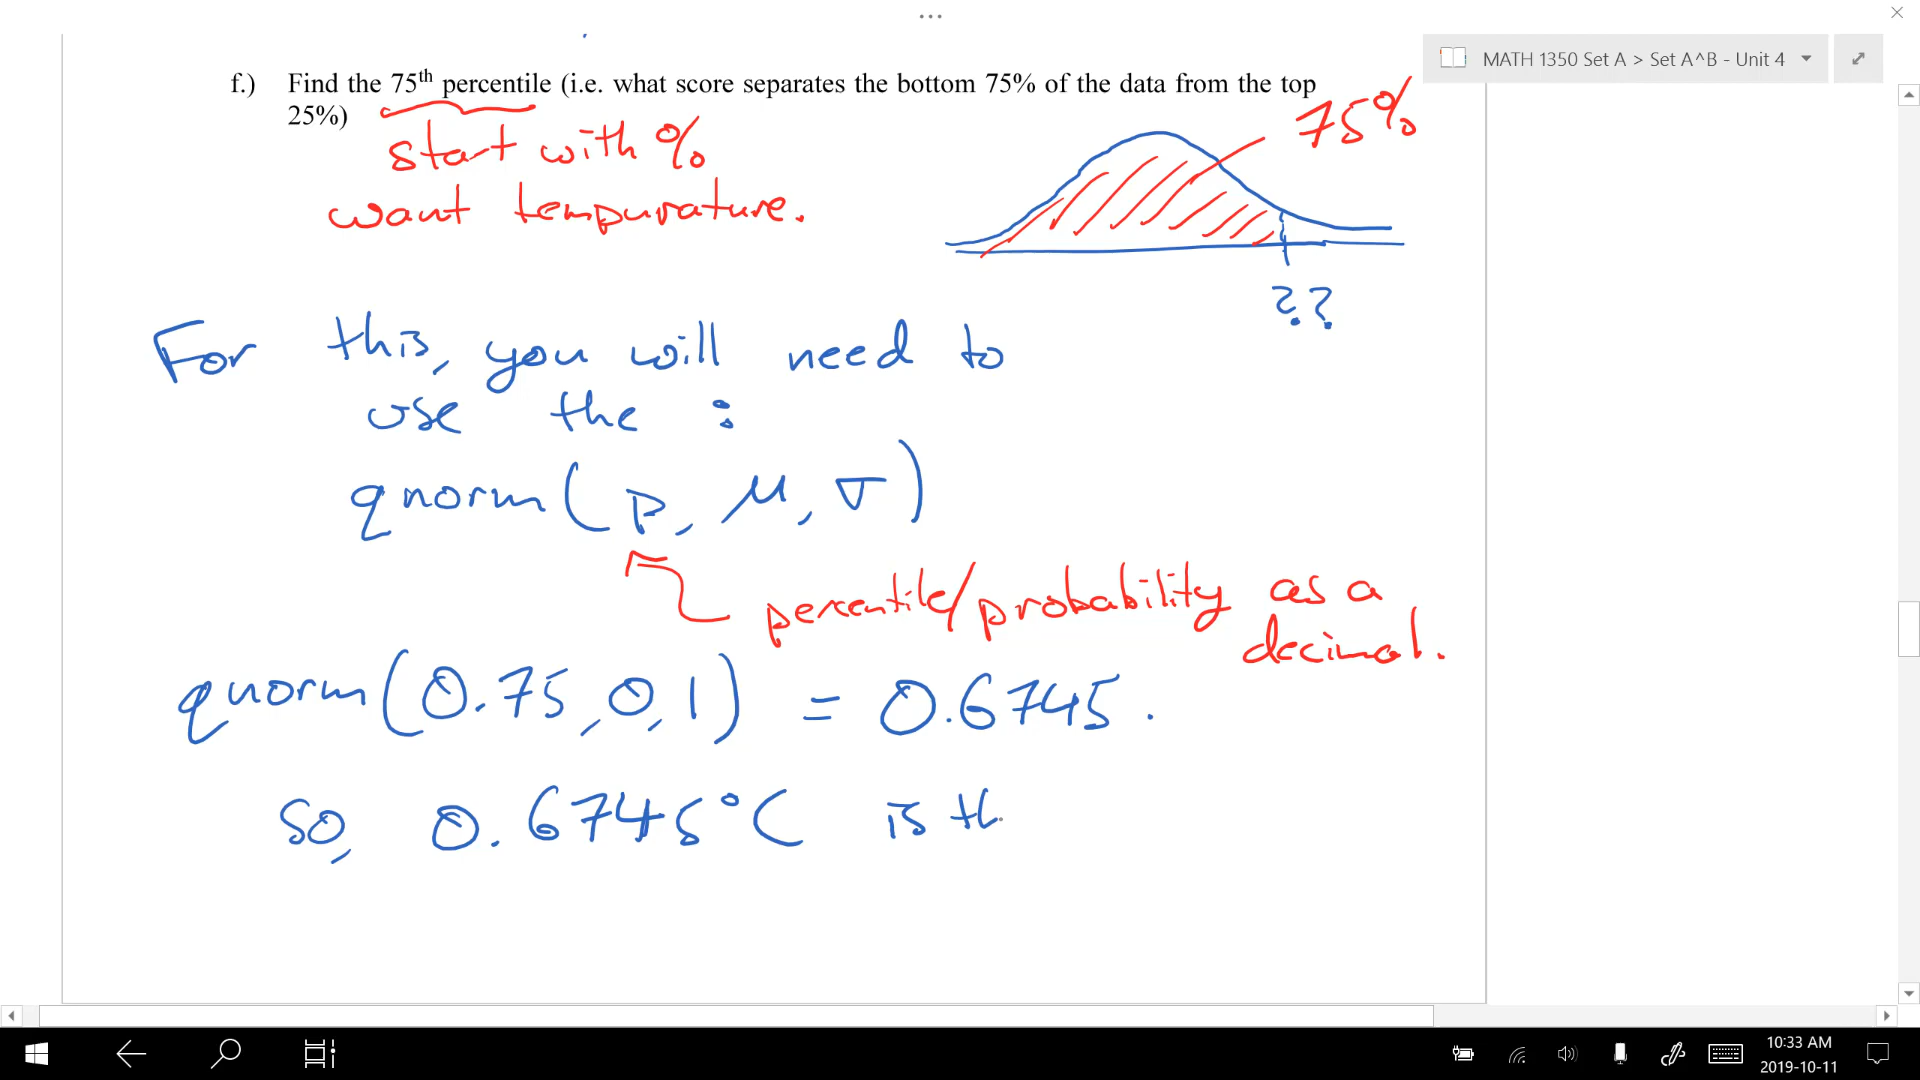 ...
MATH 1350 Set A > Set A^B - Unit 4
f.) Find the 75th percentile (i.e. what score separates the bottom 75% of the data from the top
25%)
75%
start with %
want tempurature.
??
For this, you will need to
use the :
qnorm(p, μ, σ)
percentile/probability as a
decimal.
qnorm(0.75, 0, 1) = 0.6745.
so, 0.6745°C is th
10:33 AM
2019-10-11